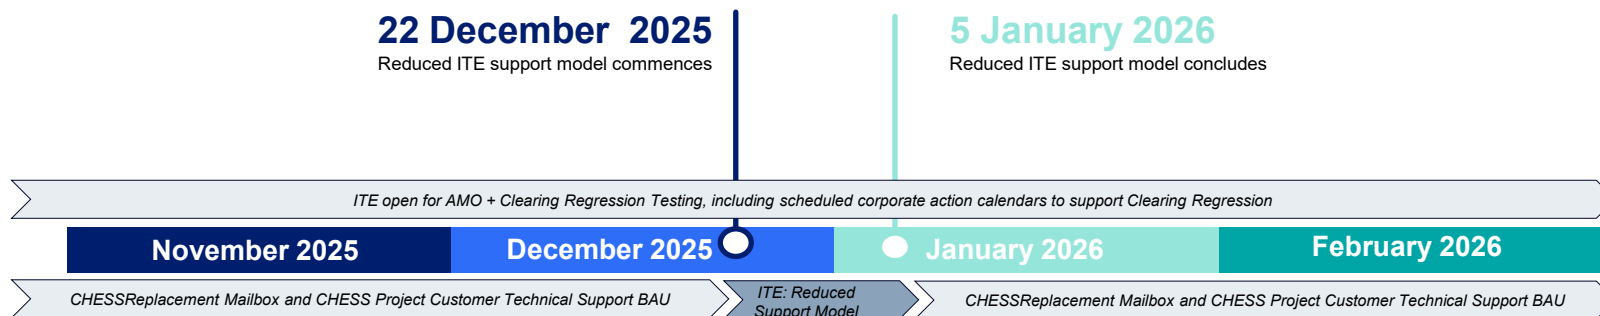 22 December 2025
Reduced ITE support model commences
5 January 2026
Reduced ITE support model concludes
ITE open for AMO + Clearing Regression Testing, including scheduled corporate action calendars to support Clearing Regression
November 2025
December 2025
January 2026
February 2026
CHESSReplacement Mailbox and CHESS Project Customer Technical Support BAU
ITE: Reduced
Support Model
CHESSReplacement Mailbox and CHESS Project Customer Technical Support BAU